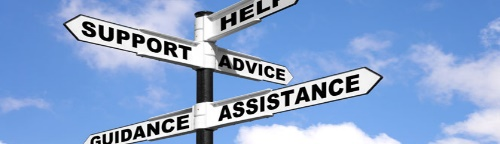 HELP
SUPPORT
ADVICE
ASSISTANCE
GUIDANCE